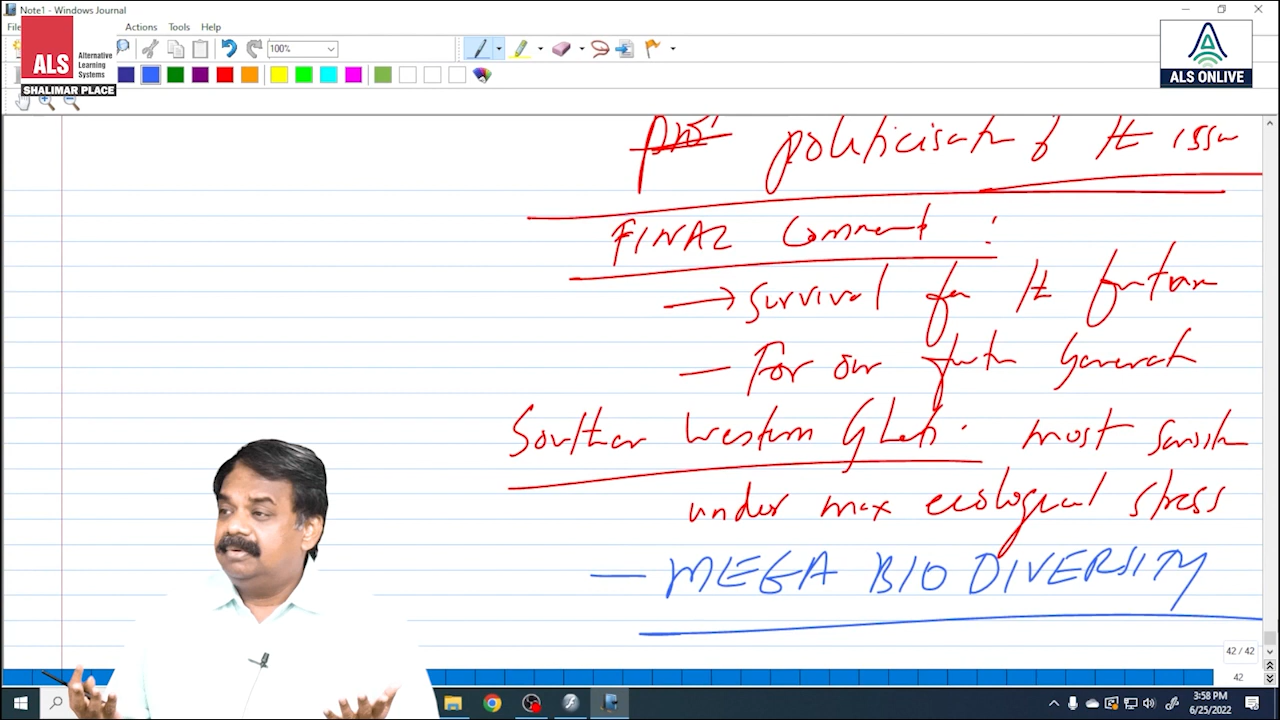 Note1 - Windows Journal
Actions Tools Help
ALS
Alternative
Learning
Systems
SHALIMAR PLACE
100%
ALS ONLIVE
politicisation of the issue
FINAL Comment :
→ Survival for the future
— For our future Generat
Southern Western Ghats. most sensitive
under max ecological stress
— MEGA BIO DIVERSITY
42 / 42
42
3:58 PM
6/25/2022